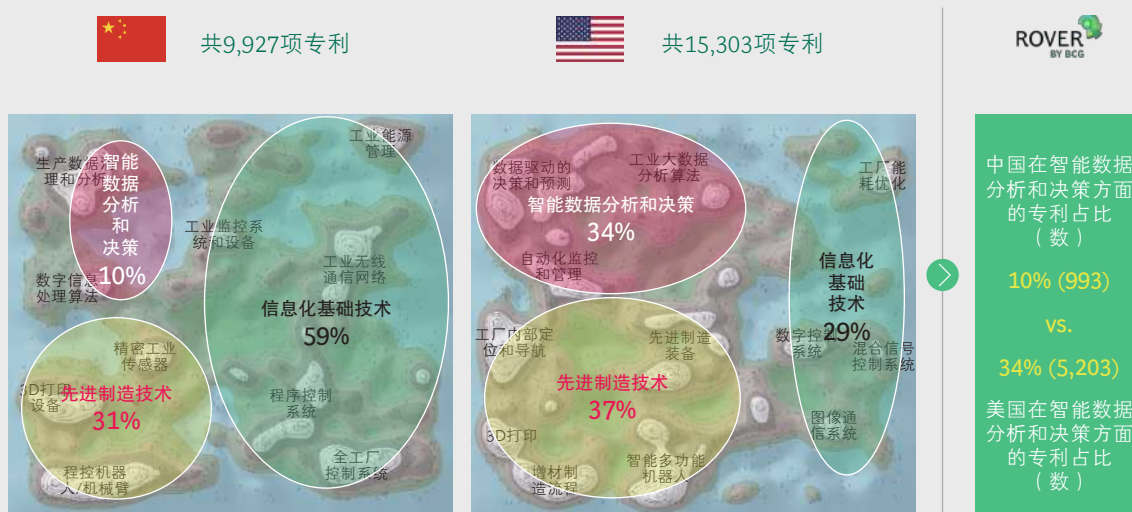 共9,927项专利
共15,303项专利
ROVER
BY BCG
工业能源
管理
生产数据
理和分析
智能
数据
分析
和
决策
10%
工业监控系
统和设备
工业无线
通信网络
数字信息
处理算法
信息化基础技术
59%
精密工业
传感器
3D打印
设备
先进制造技术
31%
程序控制
系统
程控机器
人/机械臂
全工厂
控制系统
数据驱动的
决策和预测
工业大数据
分析算法
智能数据分析和决策
34%
自动化监控
和管理
工厂能
耗优化
信息化
基础
技术
29%
工厂内部定
位和导航
先进制造
装备
数字控制
系统
混合信号
控制系统
先进制造技术
37%
3D打印
增材制
造流程
智能多功能
机器人
图像通
信系统
中国在智能数据
分析和决策方面
的专利占比
（数）
10% (993)
vs.
34% (5,203)
美国在智能数据
分析和决策方面
的专利占比
（数）